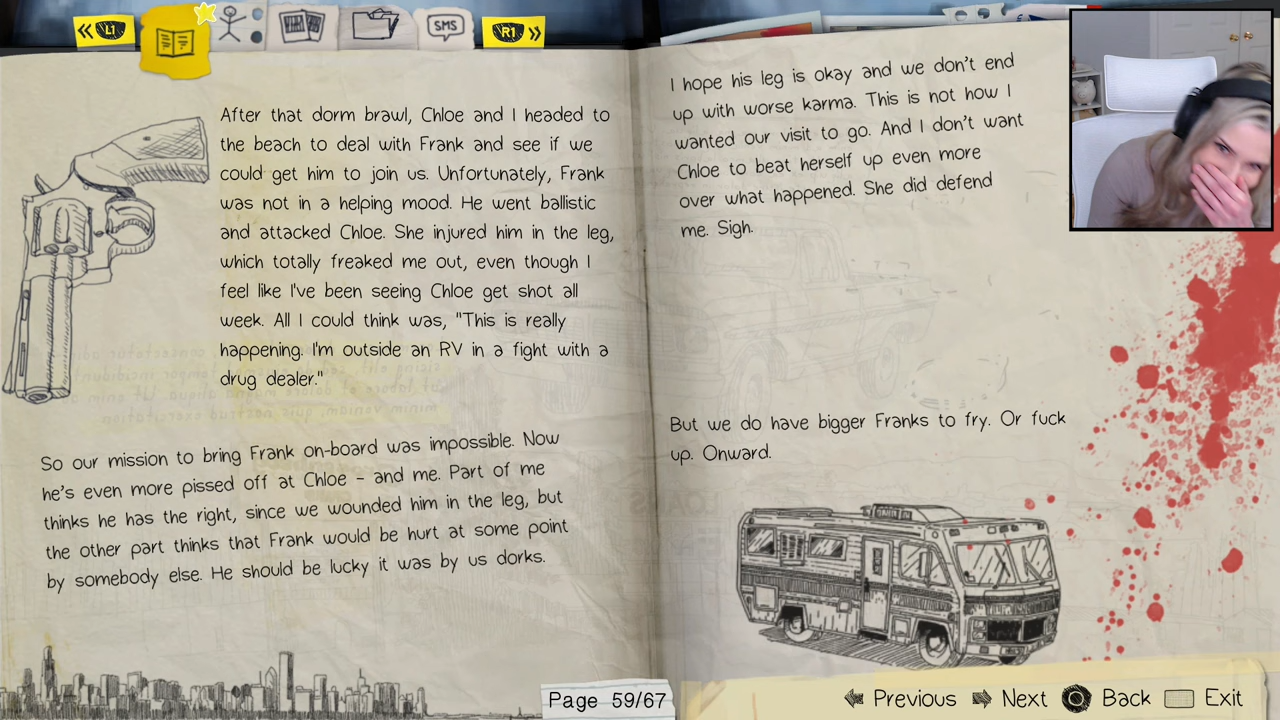 L1
SMS
R1
After that dorm brawl, Chloe and I headed to
the beach to deal with Frank and see if we
could get him to join us. Unfortunately, Frank
was not in a helping mood. He went ballistic
and attacked Chloe. She injured him in the leg,
which totally freaked me out, even though I
feel like I've been seeing Chloe get shot all
week. All I could think was, "This is really
happening. I'm outside an RV in a fight with a
drug dealer."
So our mission to bring Frank on-board was impossible. Now
he's even more pissed off at Chloe - and me. Part of me
thinks he has the right, since we wounded him in the leg, but
the other part thinks that Frank would be hurt at some point
by somebody else. He should be lucky it was by us dorks.
I hope his leg is okay and we don't end
up with worse karma. This is not how I
wanted our visit to go. And I don't want
Chloe to beat herself up even more
over what happened. She did defend
me. Sigh.
But we do have bigger Franks to fry. Or fuck
up. Onward.
Page 59/67
Previous Next Back Exit